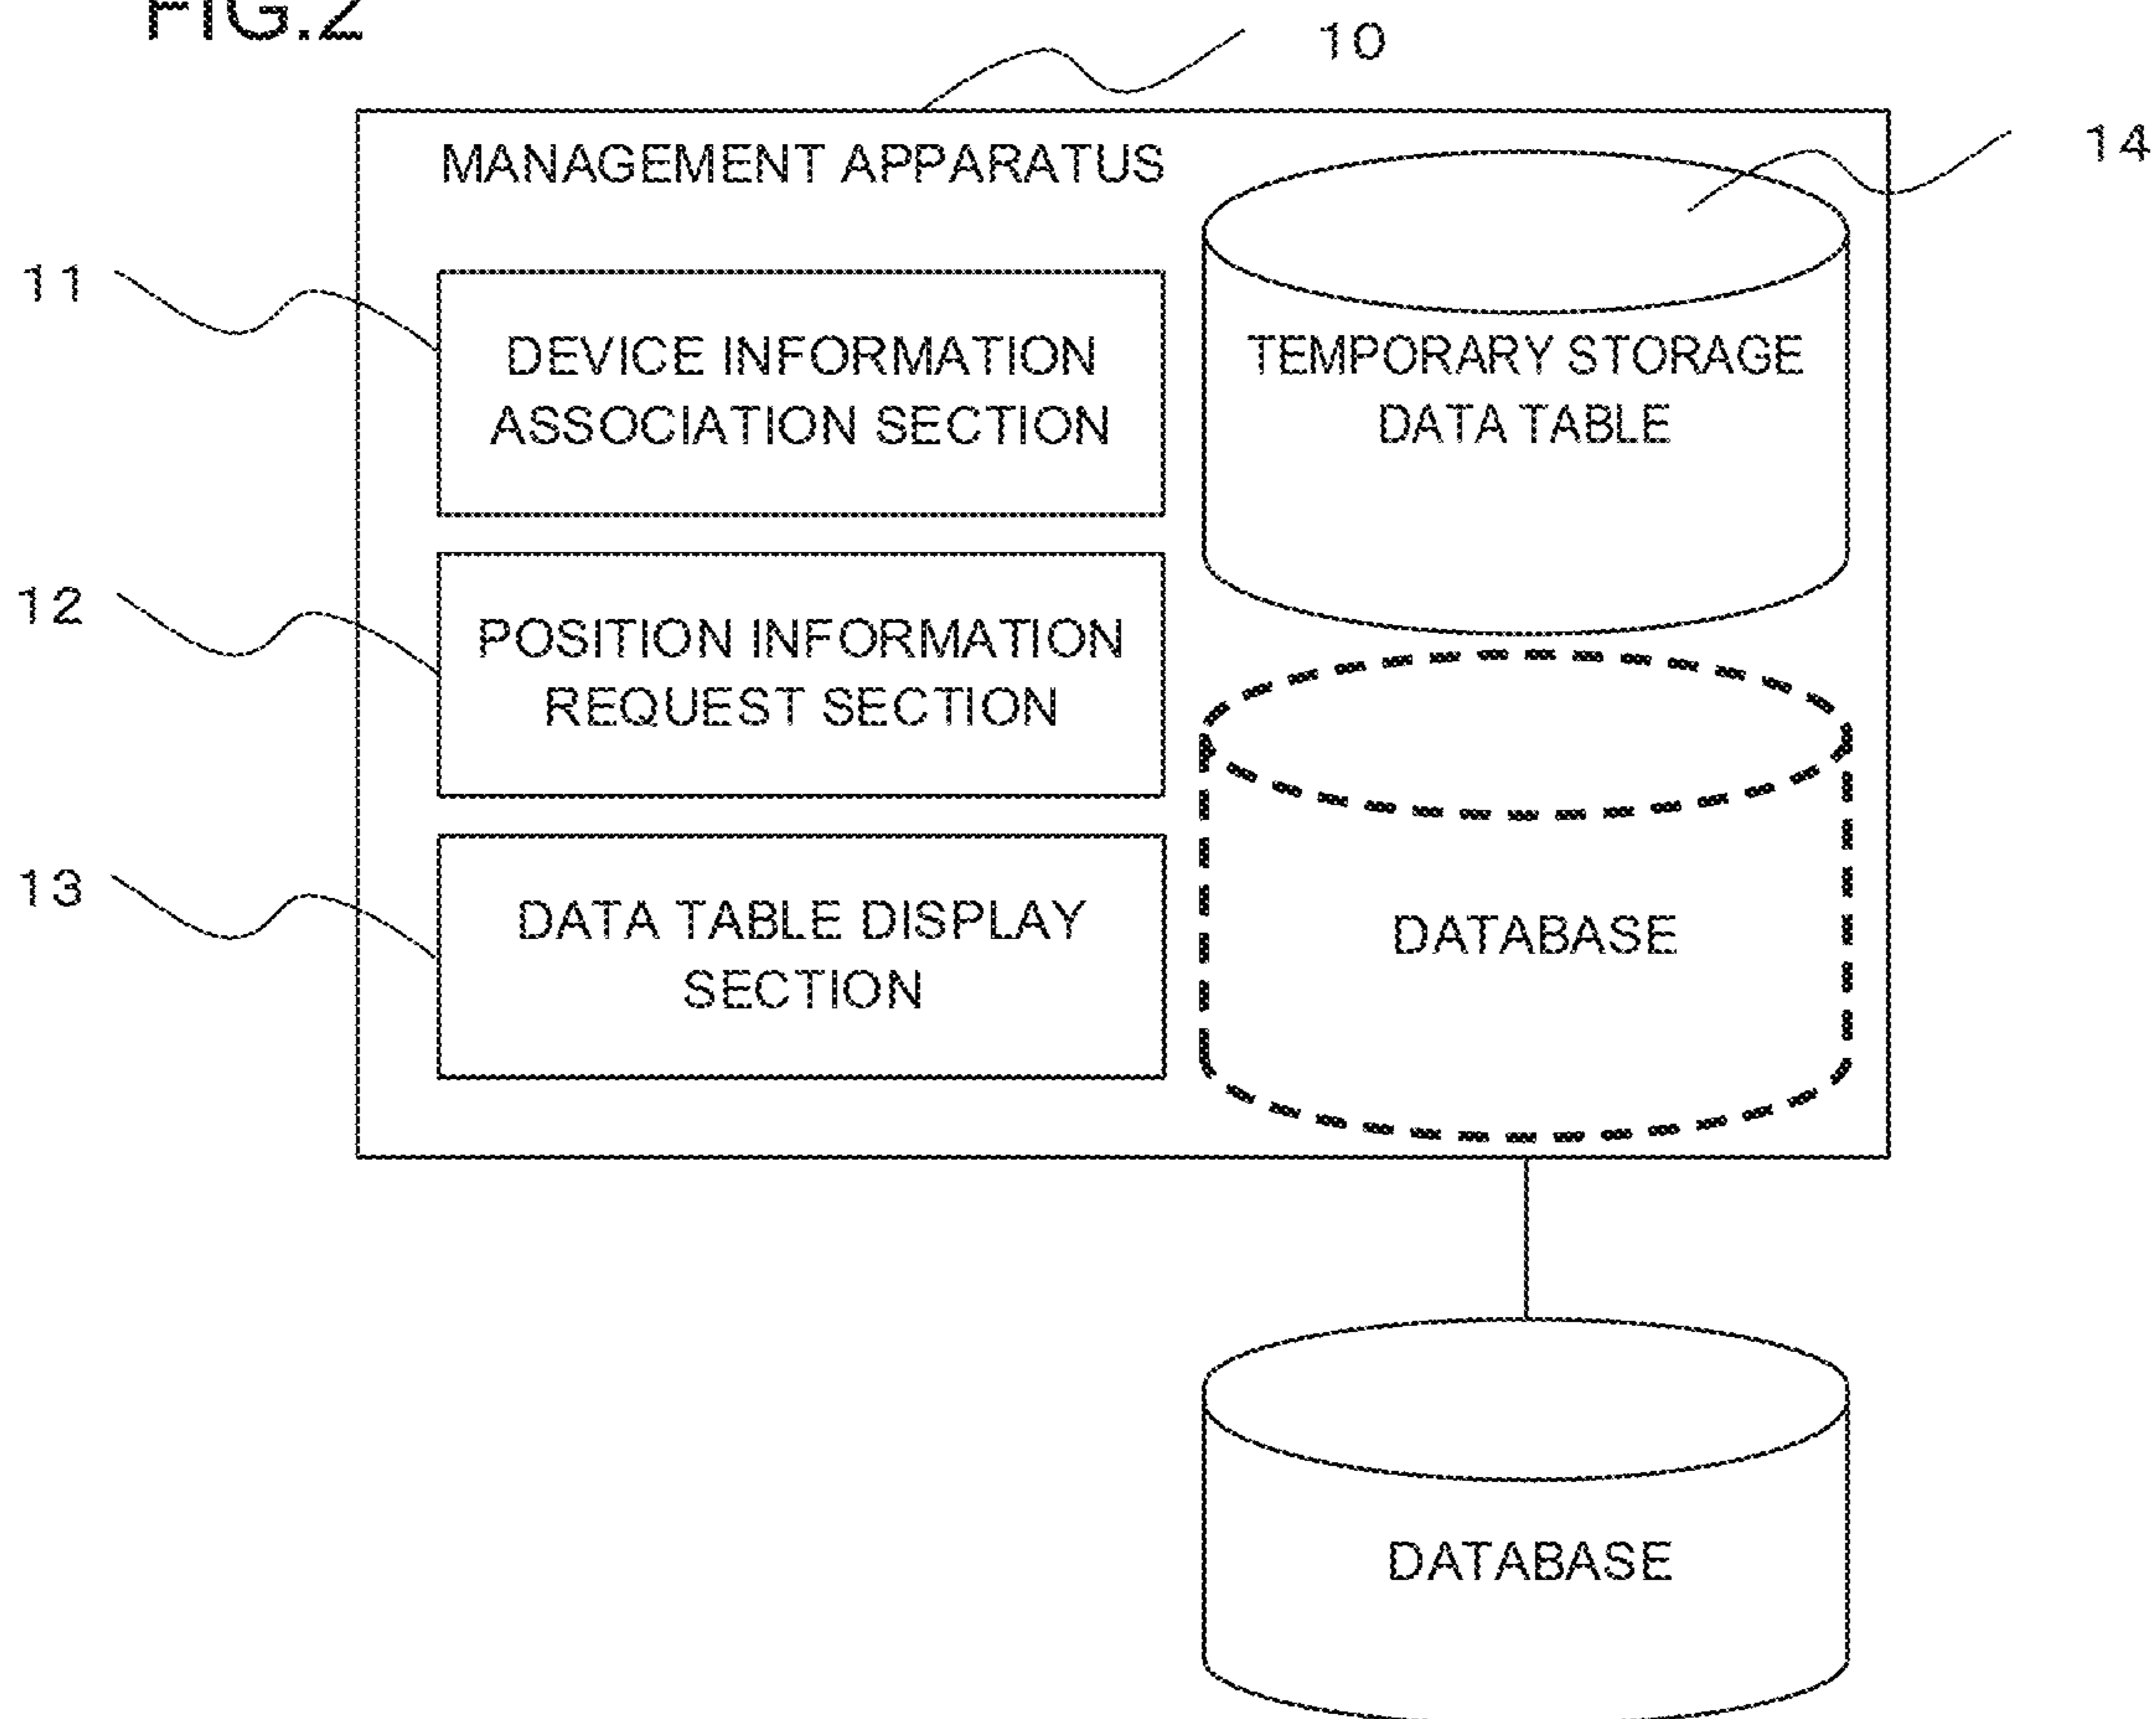 FIG.2
10
MANAGEMENT APPARATUS
14
11
DEVICE INFORMATION
ASSOCIATION SECTION
TEMPORARY STORAGE
DATA TABLE
12
POSITION INFORMATION
REQUEST SECTION
13
DATA TABLE DISPLAY
SECTION
DATABASE
DATABASE